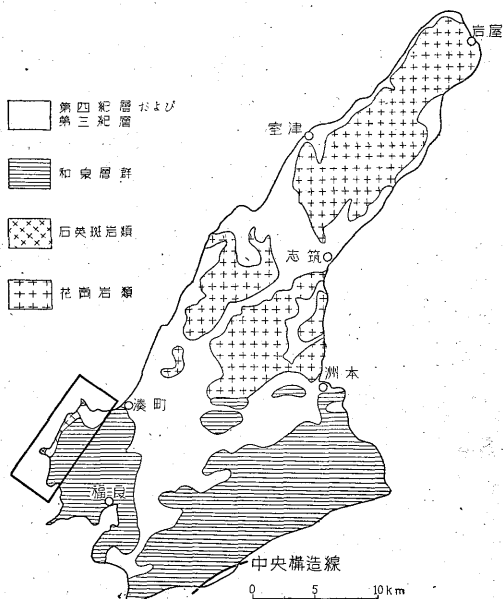 岩屋
第四紀層および
第三紀層
室津
和泉層群
石英斑岩類
志筑
花崗岩類
洲本
湊町
福良
中央構造線
0 5 10km